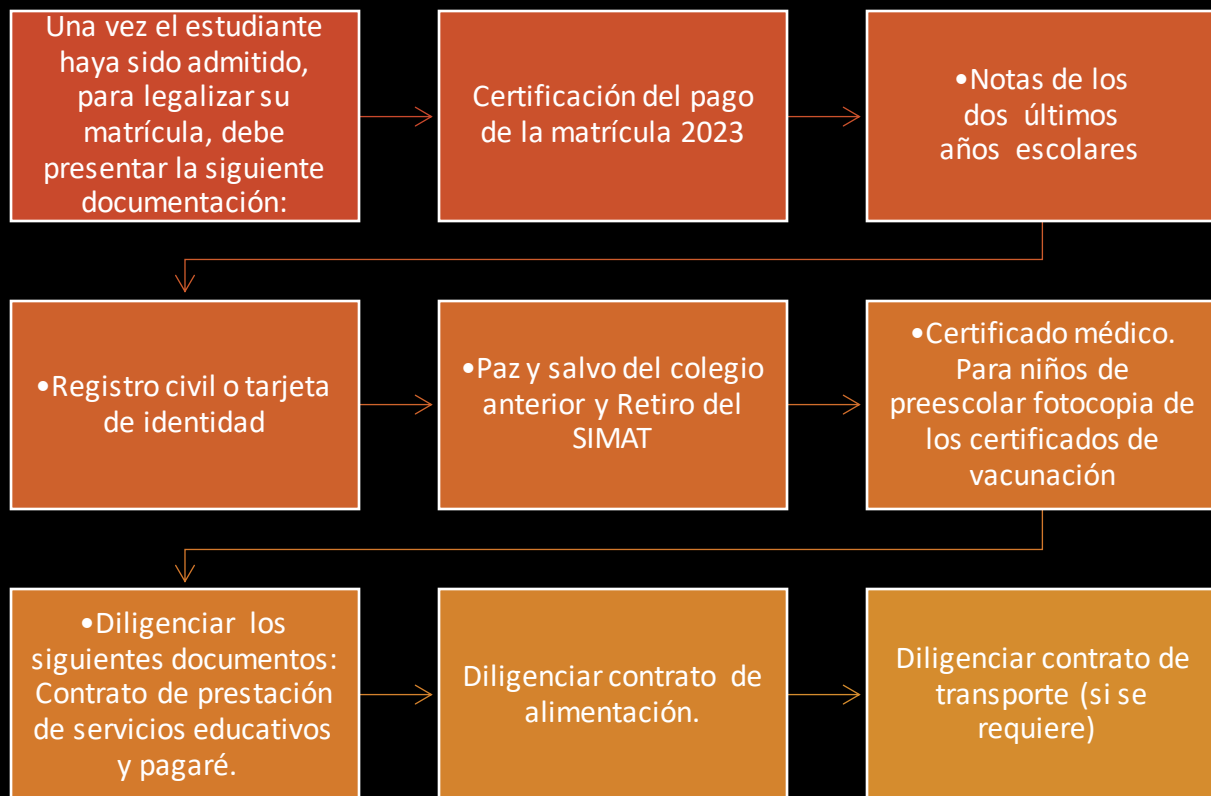 Una vez el estudiante
haya sido admitido,
para legalizar su
matrícula, debe
presentar la siguiente
documentación:
Certificación del pago
de la matrícula 2023
•Notas de los
dos últimos
años escolares
•Registro civil o tarjeta
de identidad
•Paz y salvo del colegio
anterior y Retiro del
SIMAT
•Certificado médico.
Para niños de
preescolar fotocopia de
los certificados de
vacunación
•Diligenciar los
siguientes documentos:
Contrato de prestación
de servicios educativos
y pagaré.
Diligenciar contrato de
alimentación.
Diligenciar contrato de
transporte (si se
requiere)